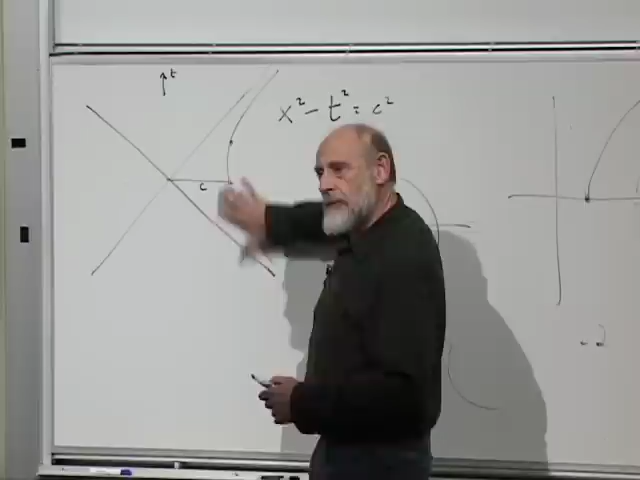 t
x² - t² = c²
c